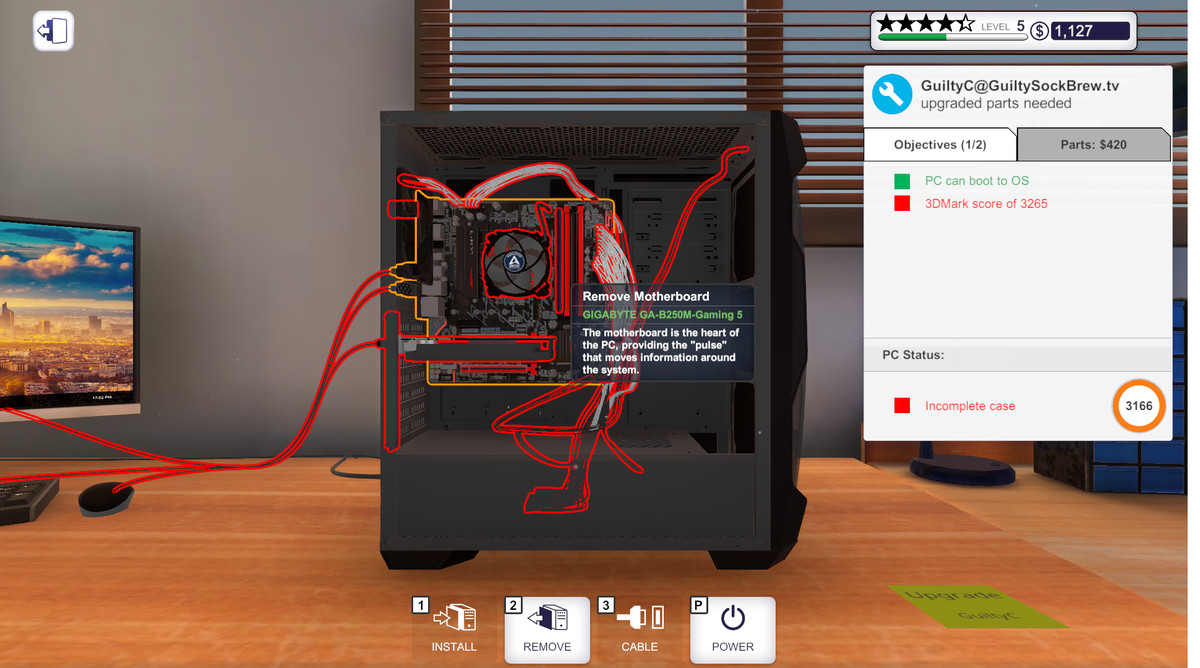 LEVEL 5
$ 1,127
GuiltyC@GuiltySockBrew.tv
upgraded parts needed
Objectives (1/2)
Parts: $420
PC can boot to OS
3DMark score of 3265
Remove Motherboard
GIGABYTE GA-B250M-Gaming 5
The motherboard is the heart of
the PC, providing the "pulse"
that moves information around
the system.
PC Status:
Incomplete case
3166
17:02 PM
Upgrade
GuiltyC
1
INSTALL
2
REMOVE
3
CABLE
P
POWER